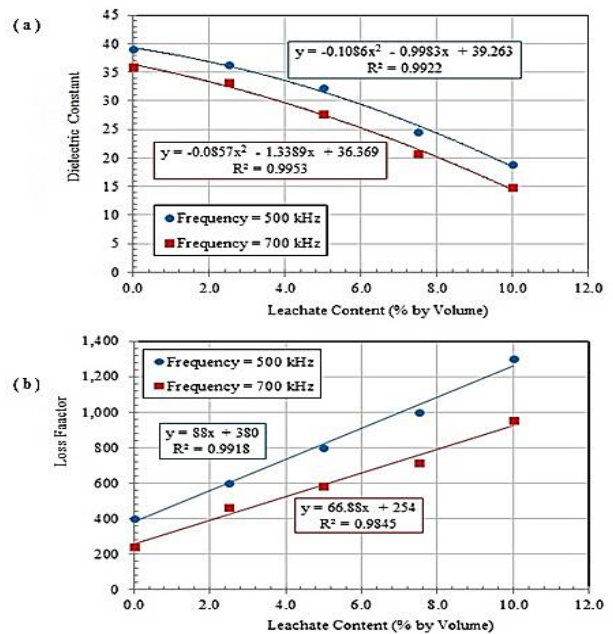 ( a )
45
40
35
30
25
20
15
10
5
0
Dielectric Constant
y = -0.1086x² - 0.9983x + 39.263
R² = 0.9922
y = -0.0857x² - 1.3389x + 36.369
R² = 0.9953
Frequency = 500 kHz
Frequency = 700 kHz
0.0 2.0 4.0 6.0 8.0 10.0 12.0
Leachate Content (% by Volume)
( b )
1,400
1,200
1,000
800
600
400
200
0
Loss Faactor
Frequency = 500 kHz
Frequency = 700 kHz
y = 88x + 380
R² = 0.9918
y = 66.88x + 254
R² = 0.9845
0.0 2.0 4.0 6.0 8.0 10.0 12.0
Leachate Content (% by Volume)